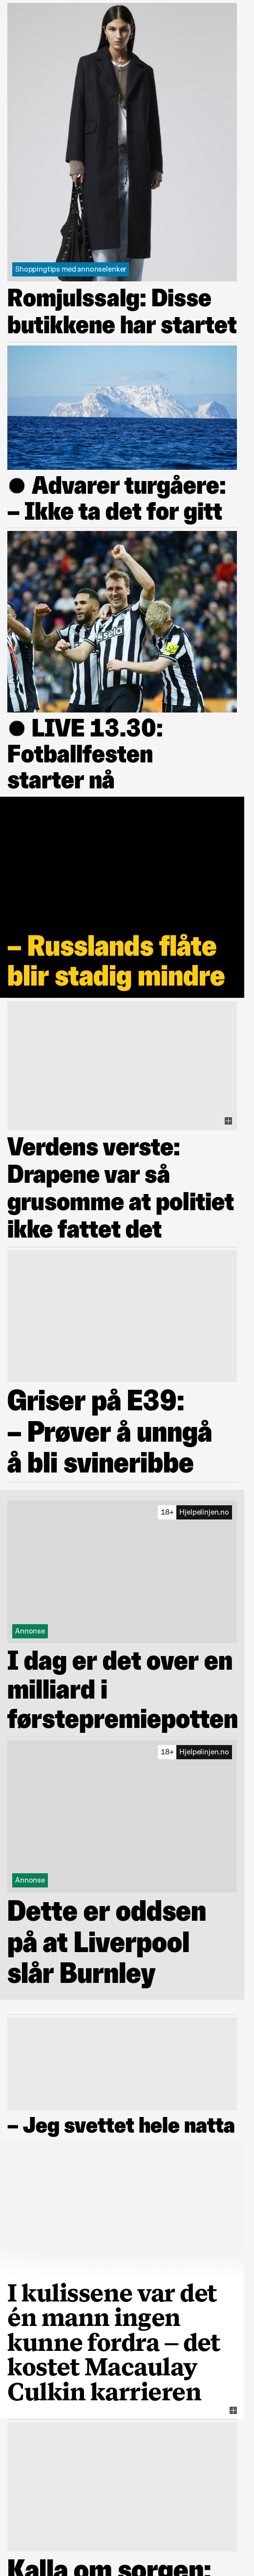 Shoppingtips med annonselenker
Romjulssalg: Disse
butikkene har startet
● Advarer turgåere:
– Ikke ta det for gitt
sela
● LIVE 13.30:
Fotballfesten
starter nå
– Russlands flåte
blir stadig mindre
Verdens verste:
Drapene var så
grusomme at politiet
ikke fattet det
Griser på E39:
– Prøver å unngå
å bli svineribbe
18+ Hjelpelinjen.no
Annonse
I dag er det over en
milliard i
førstepremiepotten
18+ Hjelpelinjen.no
Annonse
Dette er oddsen
på at Liverpool
slår Burnley
– Jeg svettet hele natta
I kulissene var det
én mann ingen
kunne fordra – det
kostet Macaulay
Culkin karrieren
Kalla om sorgen: